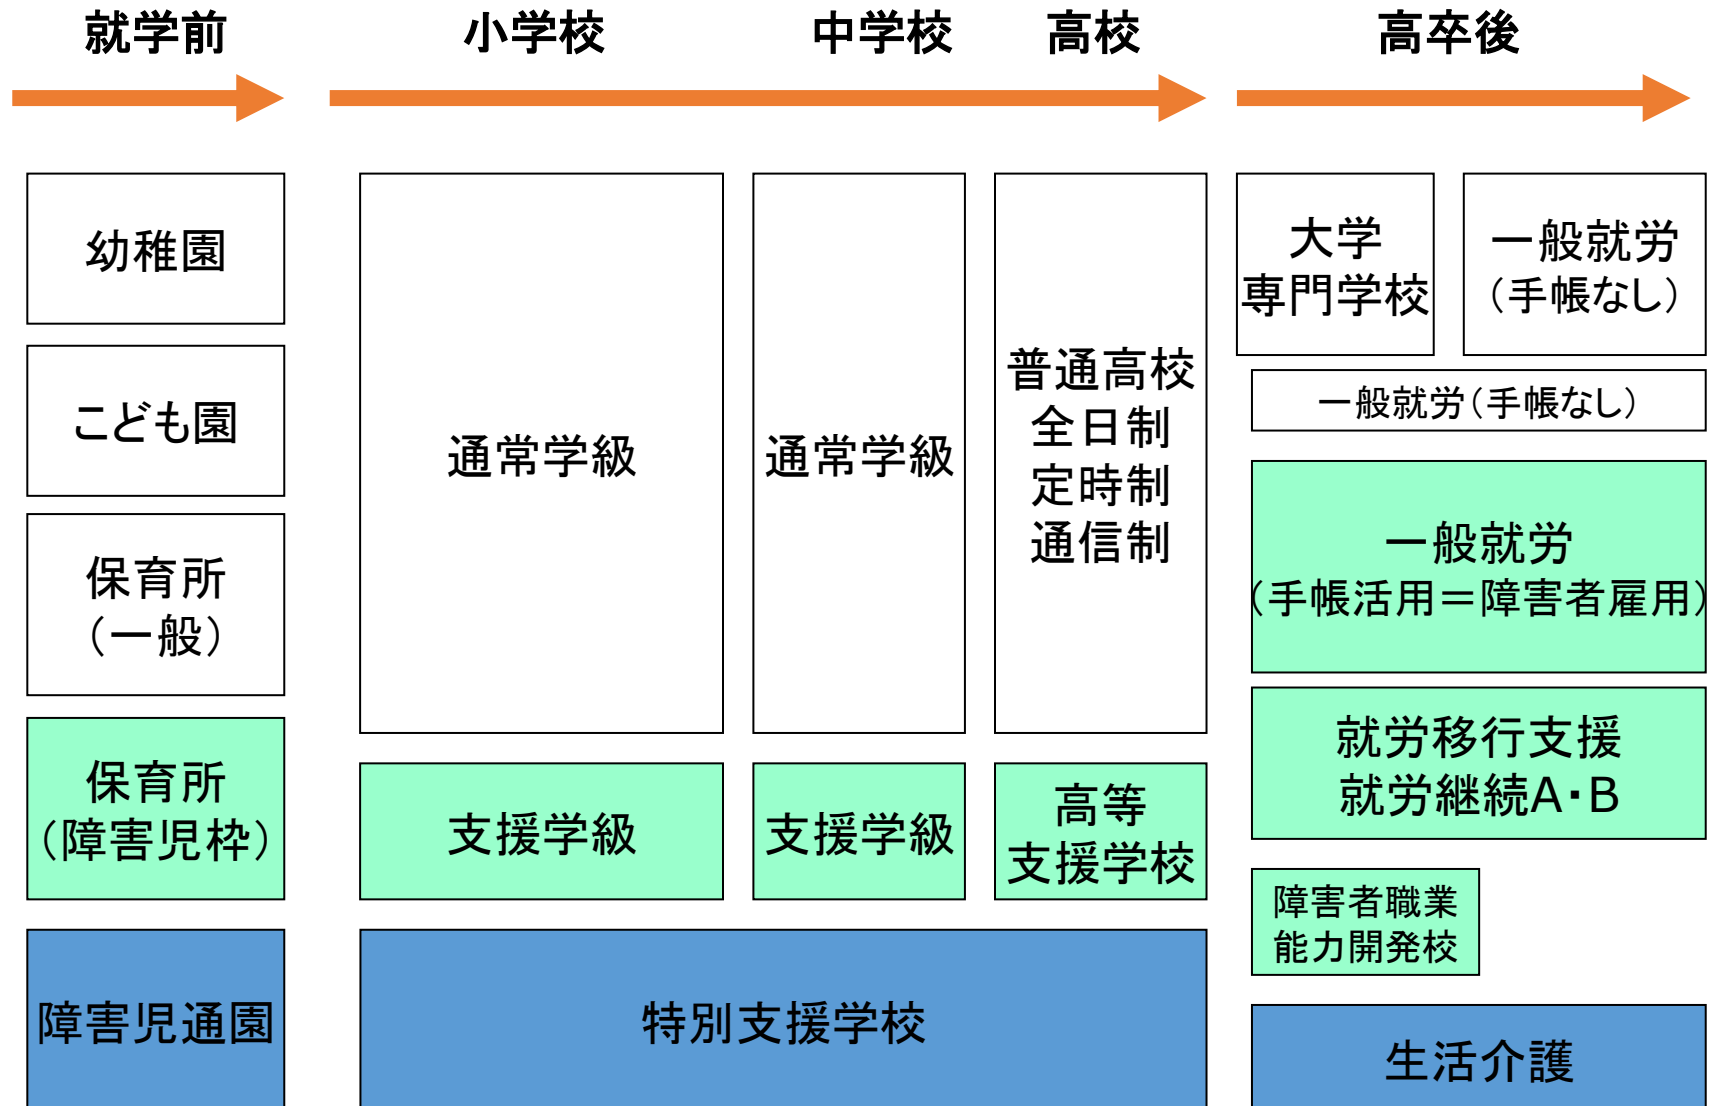 就学前
小学校
中学校
高校
高卒後
幼稚園
こども園
保育所
（一般）
保育所
（障害児枠）
障害児通園
通常学級
支援学級
通常学級
支援学級
普通高校
全日制
定時制
通信制
高等
支援学校
特別支援学校
大学
専門学校
一般就労
（手帳なし）
一般就労（手帳なし）
一般就労
（手帳活用＝障害者雇用）
就労移行支援
就労継続A・B
障害者職業
能力開発校
生活介護